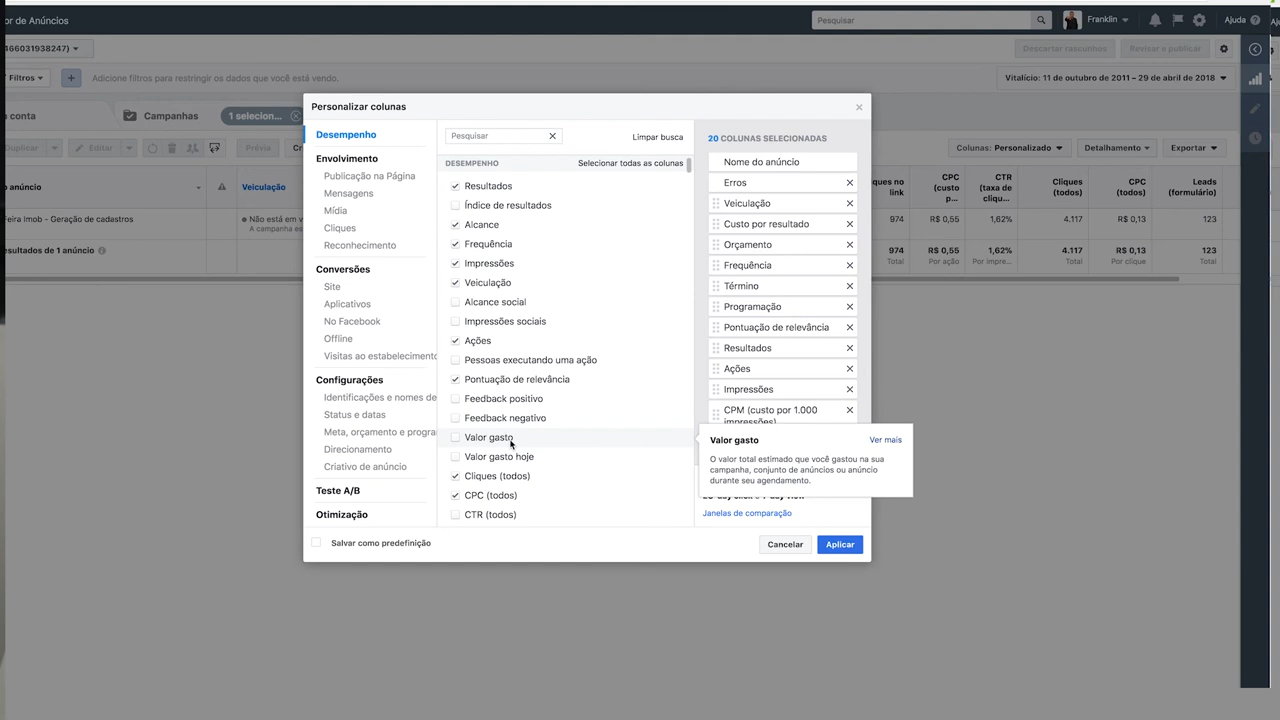 or de Anúncios
Pesquisar
Franklin
Ajuda
466031938247)
Descartar rascunhos
Revisar e publicar
Filtros
Adicione filtros para restringir os dados que você está vendo.
Vitalício: 11 de outubro de 2011 – 29 de abril de 2018
a conta
Campanhas
1 selecion...
Duplicar
Editar
Prévia
Cri
Colunas: Personalizado
Detalhamento
Exportar
o anúncio
Veiculação
ques no
link
CPC
(custo
p...
CTR
(taxa de
cliqu...
Cliques
(todos)
CPC
(todos)
Leads
(formulário)
Feira Imob - Geração de cadastros
Não está em v
A campanha es
974
R$ 0,55
1,62%
4.117
R$ 0,13
123
esultados de 1 anúncio
974
Total
R$ 0,55
Por ação
1,62%
Por impre...
4.117
Total
R$ 0,13
Por clique
123
Total
Personalizar colunas
Desempenho
Envolvimento
Publicação na Página
Mensagens
Mídia
Cliques
Reconhecimento
Conversões
Site
Aplicativos
No Facebook
Offline
Visitas ao estabelecimento
Configurações
Identificações e nomes de
Status e datas
Meta, orçamento e progra
Direcionamento
Criativo de anúncio
Teste A/B
Otimização
Pesquisar
Limpar busca
DESEMPENHO
Selecionar todas as colunas
Resultados
Índice de resultados
Alcance
Frequência
Impressões
Veiculação
Alcance social
Impressões sociais
Ações
Pessoas executando uma ação
Pontuação de relevância
Feedback positivo
Feedback negativo
Valor gasto
Valor gasto hoje
Cliques (todos)
CPC (todos)
CTR (todos)
20 COLUNAS SELECIONADAS
Nome do anúncio
Erros
Veiculação
Custo por resultado
Orçamento
Frequência
Término
Programação
Pontuação de relevância
Resultados
Ações
Impressões
CPM (custo por 1.000
impressões)
Valor gasto
Ver mais
O valor total estimado que você gastou na sua
campanha, conjunto de anúncios ou anúncio
durante seu agendamento.
Janelas de comparação
Salvar como predefinição
Cancelar
Aplicar